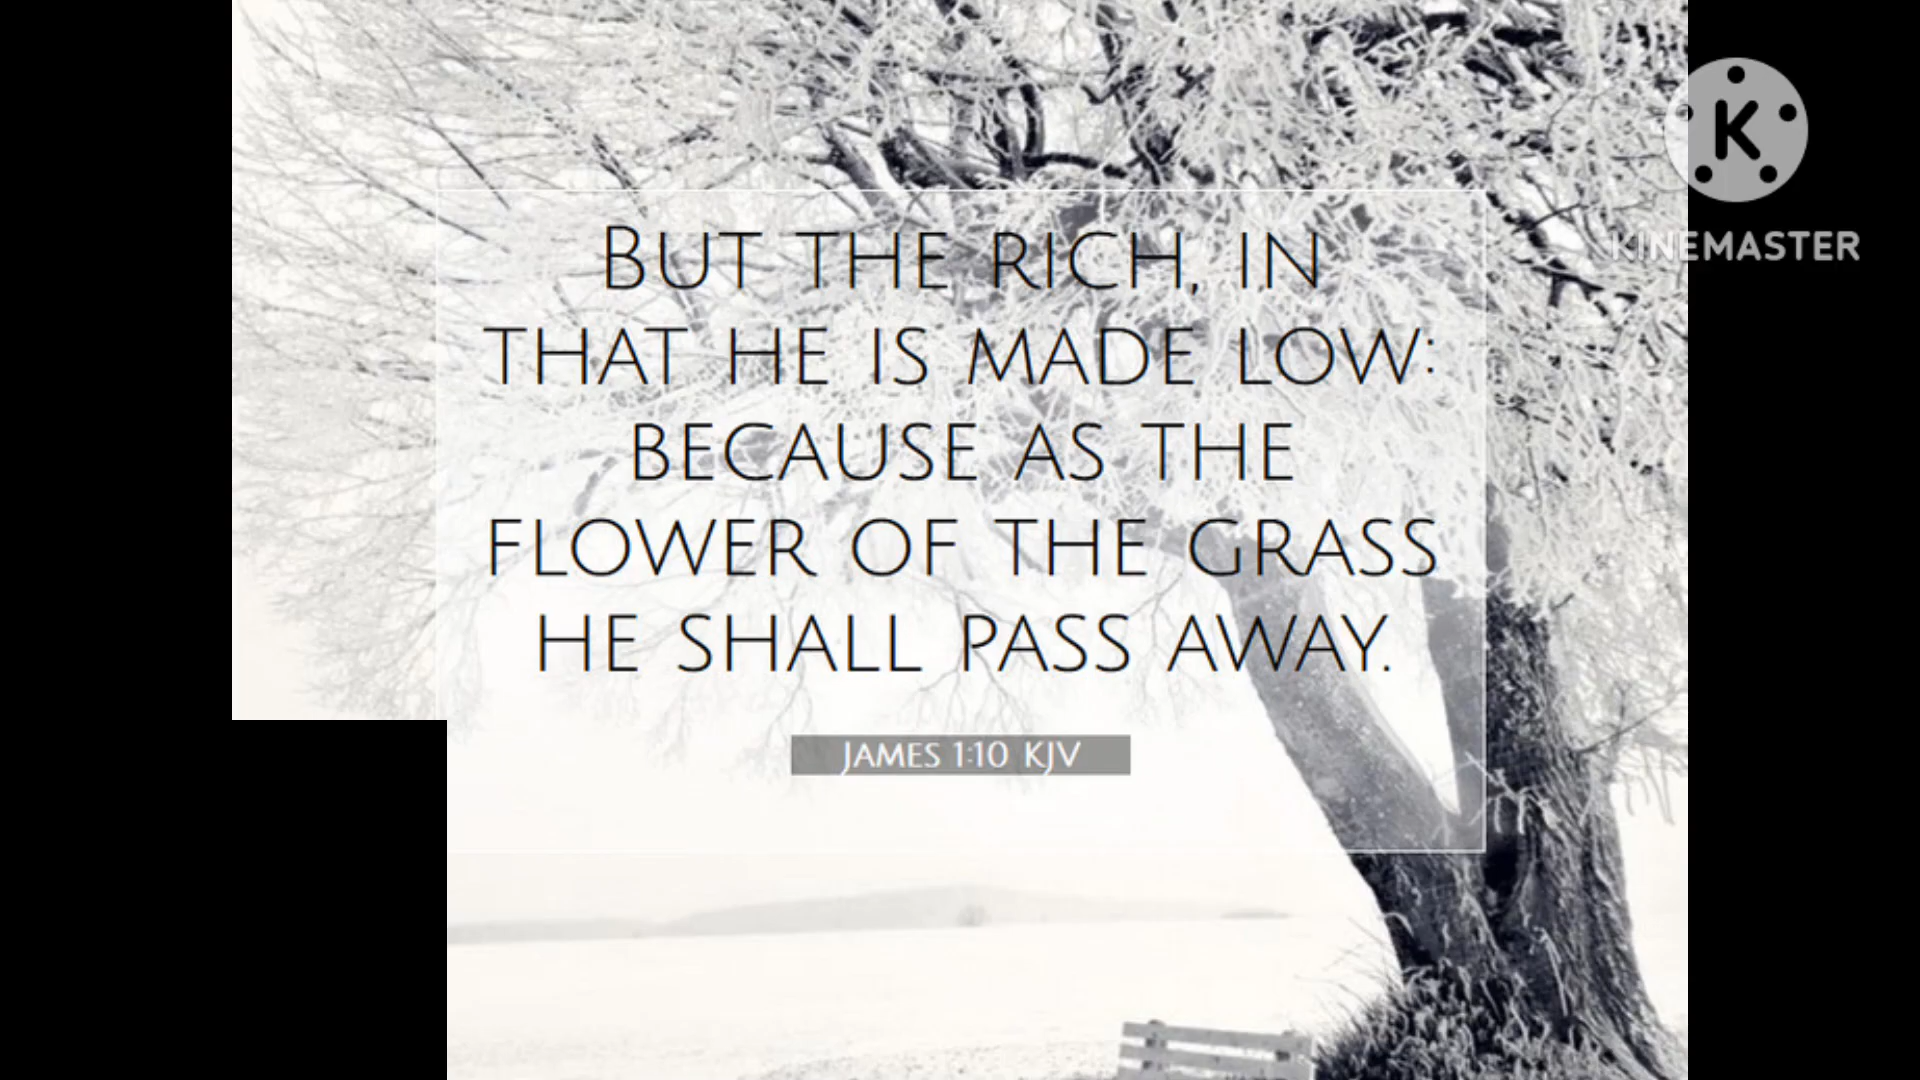 BUT THE RICH, IN
THAT HE IS MADE LOW:
BECAUSE AS THE
FLOWER OF THE GRASS
HE SHALL PASS AWAY.
JAMES 1:10 KJV
K
KINEMASTER